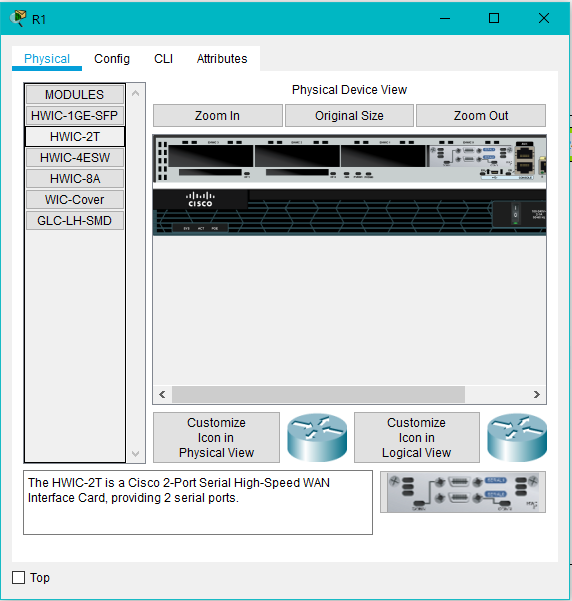 R1
Physical Config CLI Attributes
MODULES
HWIC-1GE-SFP
HWIC-2T
HWIC-4ESW
HWIC-8A
WIC-Cover
GLC-LH-SMD
Physical Device View
Zoom In Original Size Zoom Out
CISCO
SYS ACT POE
Customize
Icon in
Physical View
Customize
Icon in
Logical View
The HWIC-2T is a Cisco 2-Port Serial High-Speed WAN
Interface Card, providing 2 serial ports.
Top